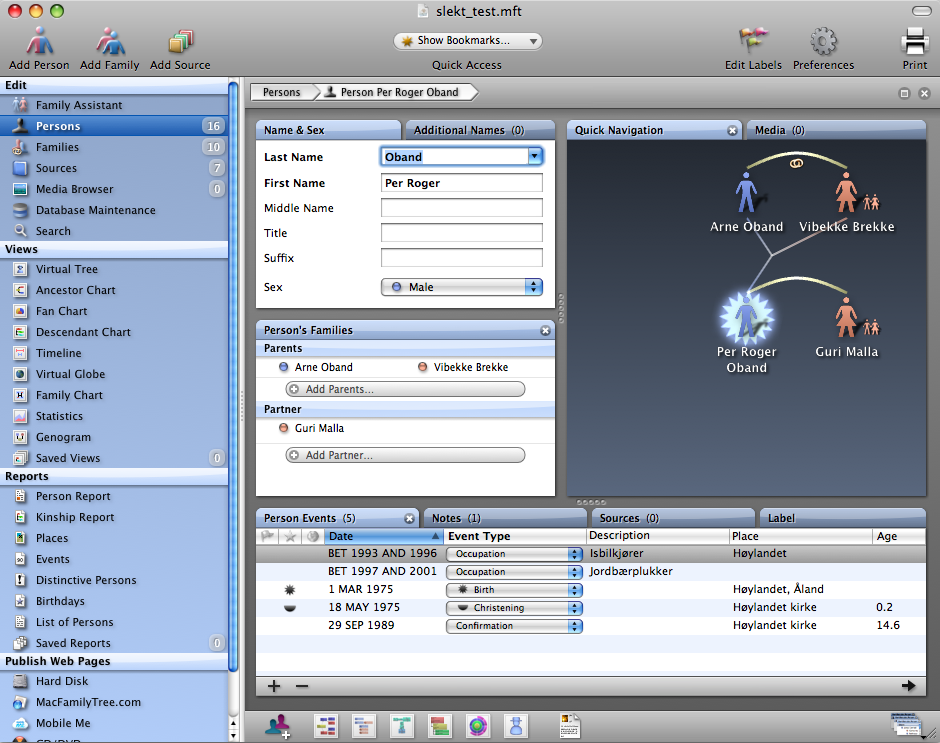 slekt_test.mft
Add Person
Add Family
Add Source
Show Bookmarks...
Quick Access
Edit Labels
Preferences
Print
Edit
Family Assistant
Persons 16
Families 10
Sources 7
Media Browser 0
Database Maintenance
Search
Views
Virtual Tree
Ancestor Chart
Fan Chart
Descendant Chart
Timeline
Virtual Globe
Family Chart
Statistics
Genogram
Saved Views 0
Reports
Person Report
Kinship Report
Places
Events
Distinctive Persons
Birthdays
List of Persons
Saved Reports 0
Publish Web Pages
Hard Disk
MacFamilyTree.com
Mobile Me
Persons
Person Per Roger Oband
Name & Sex
Additional Names (0)
Last Name Oband
First Name Per Roger
Middle Name
Title
Suffix
Sex Male
Person's Families
Parents
Arne Oband Vibekke Brekke
Add Parents...
Partner
Guri Malla
Add Partner...
Quick Navigation
Media (0)
Arne Oband Vibekke Brekke
Per Roger Oband
Guri Malla
Person Events (5)
Notes (1)
Sources (0)
Label
Date Event Type Description Place Age
BET 1993 AND 1996 Occupation Isbilkjører Høylandet
BET 1997 AND 2001 Occupation Jordbærplukker
1 MAR 1975 Birth Høylandet, Åland
18 MAY 1975 Christening Høylandet kirke 0.2
29 SEP 1989 Confirmation Høylandet kirke 14.6